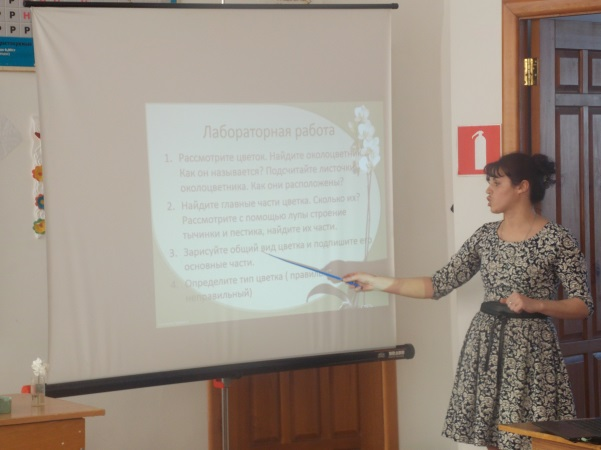 Лабораторная работа
1. Рассмотрите цветок. Найдите околоцветник.
Как он называется? Подсчитайте листочки
околоцветника. Как они расположены?
2. Найдите главные части цветка. Сколько их?
Рассмотрите с помощью лупы строение
тычинки и пестика, найдите их части.
3. Зарисуйте общий вид цветка и подпишите его
основные части.
4. Определите тип цветка ( правильный
неправильный)